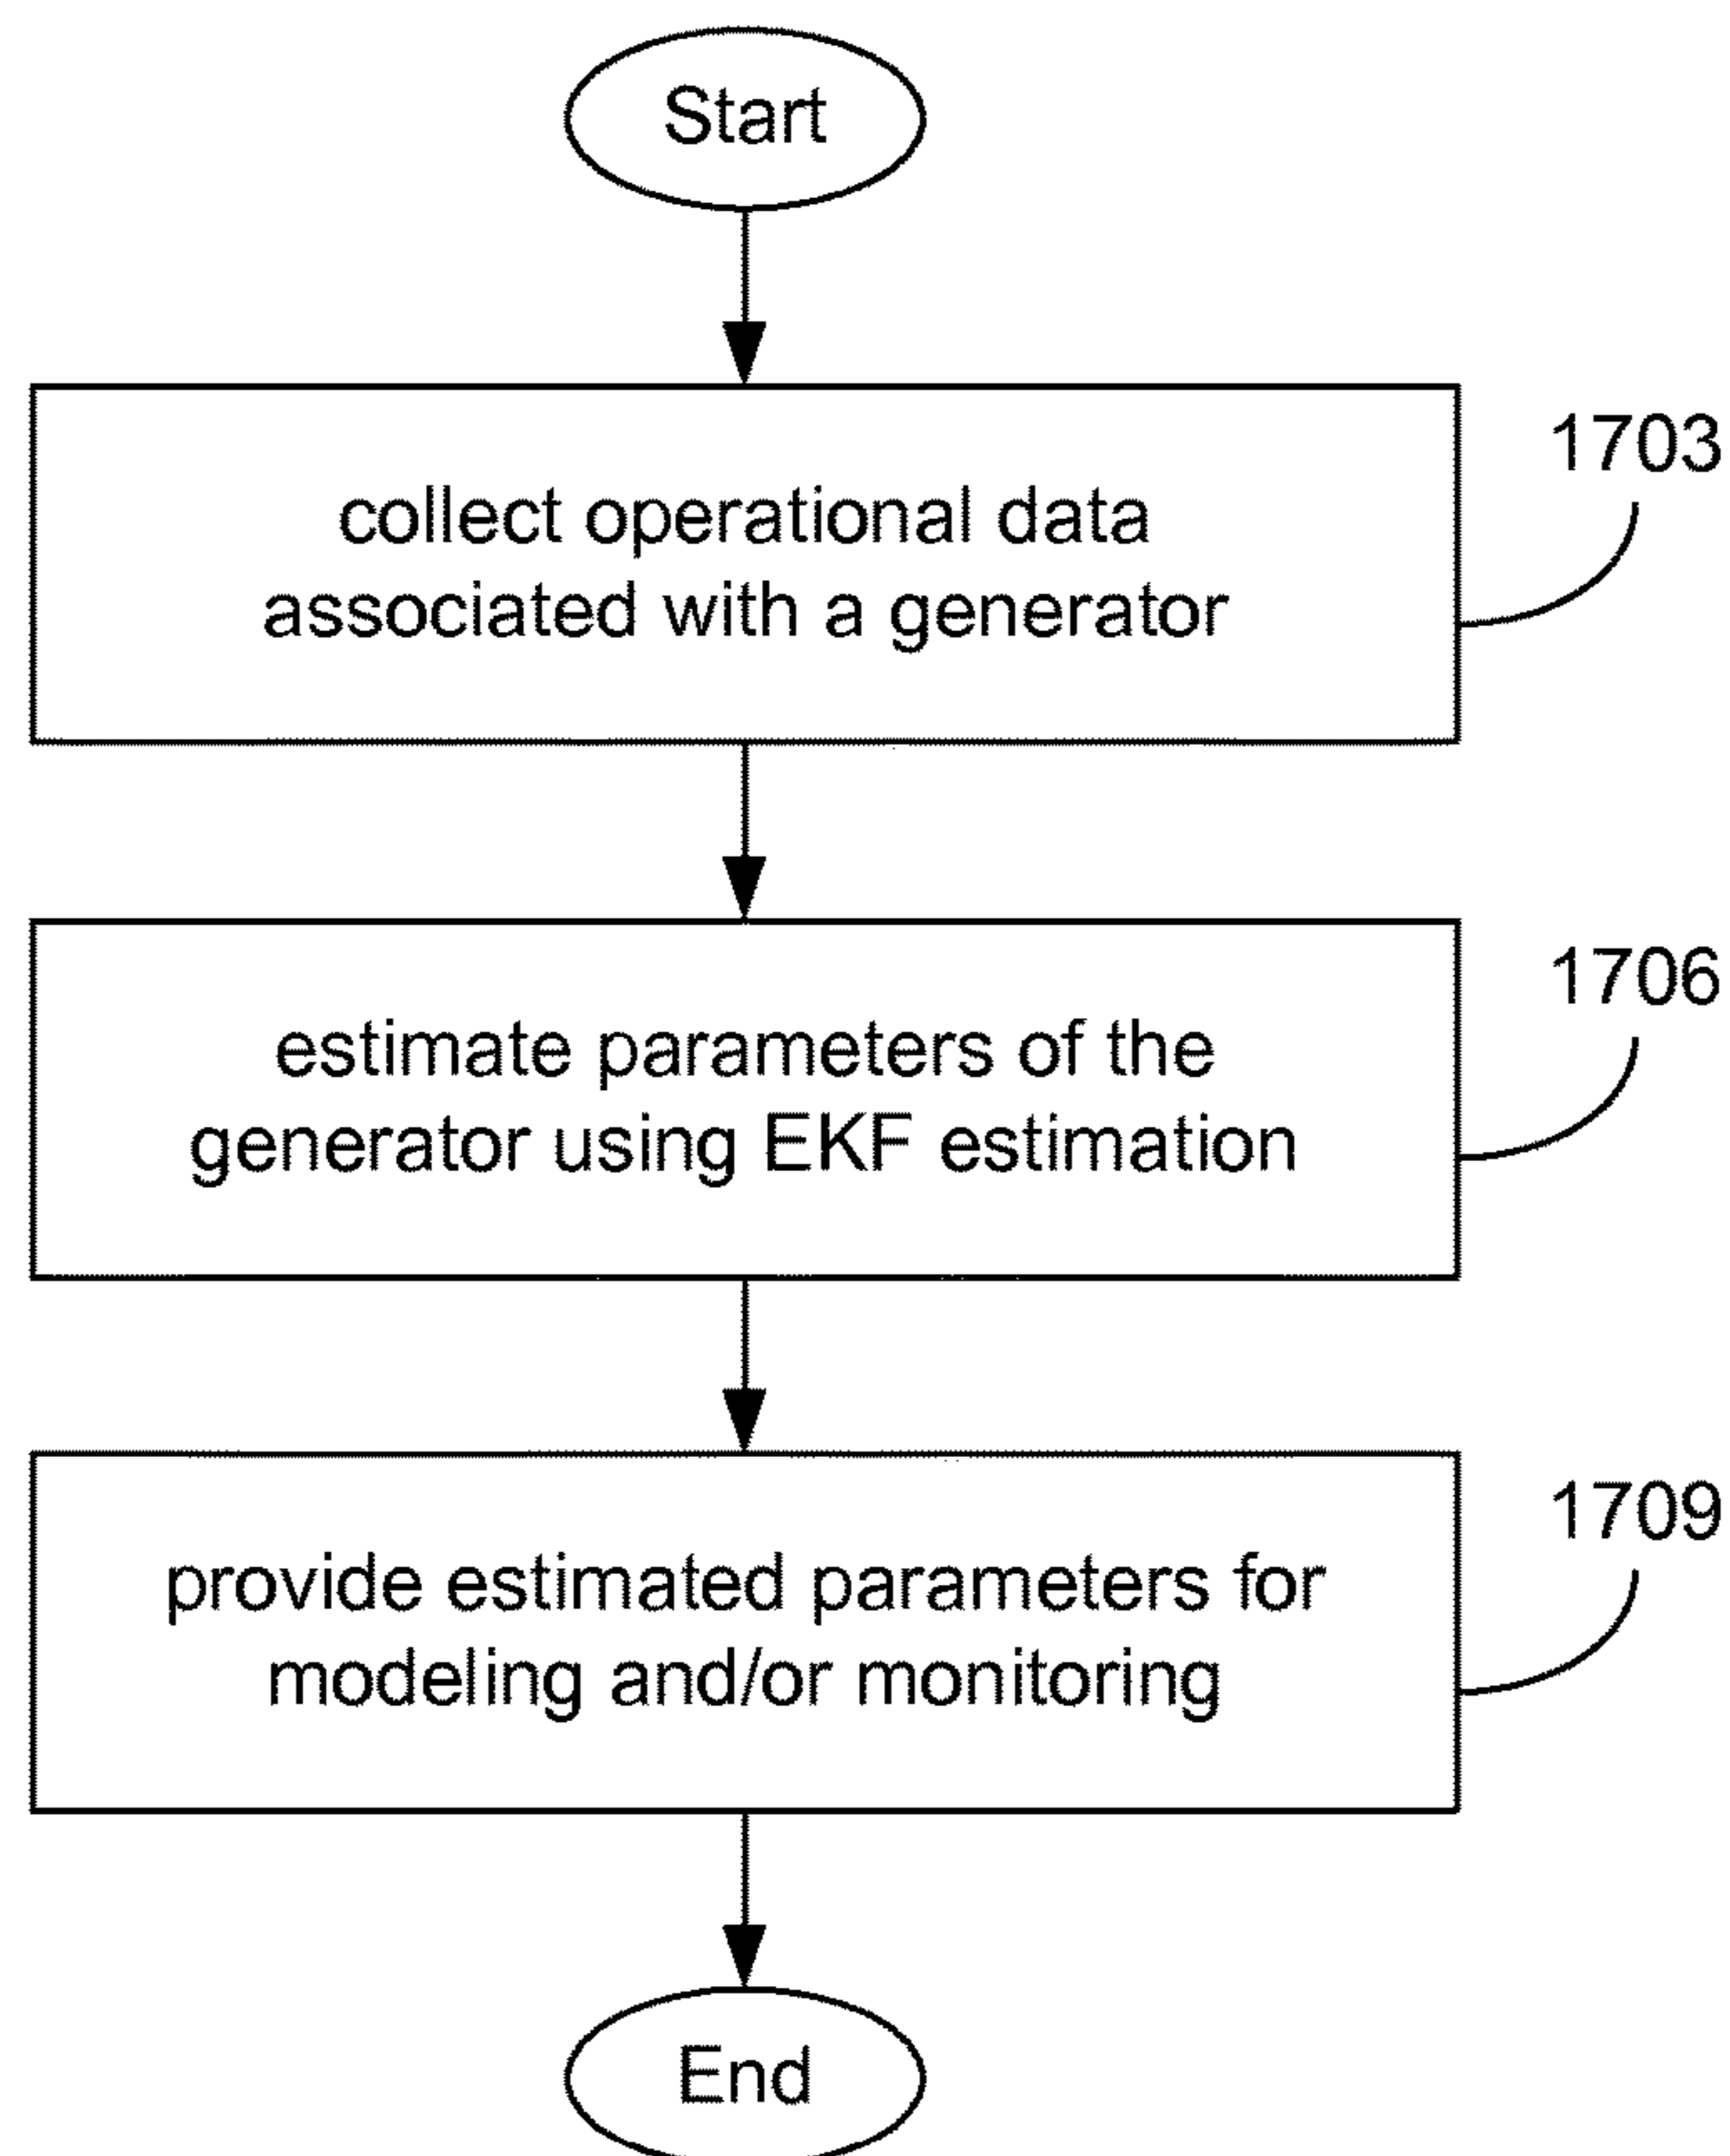 Start
1703
collect operational data
associated with a generator
1706
estimate parameters of the
generator using EKF estimation
1709
provide estimated parameters for
modeling and/or monitoring
End